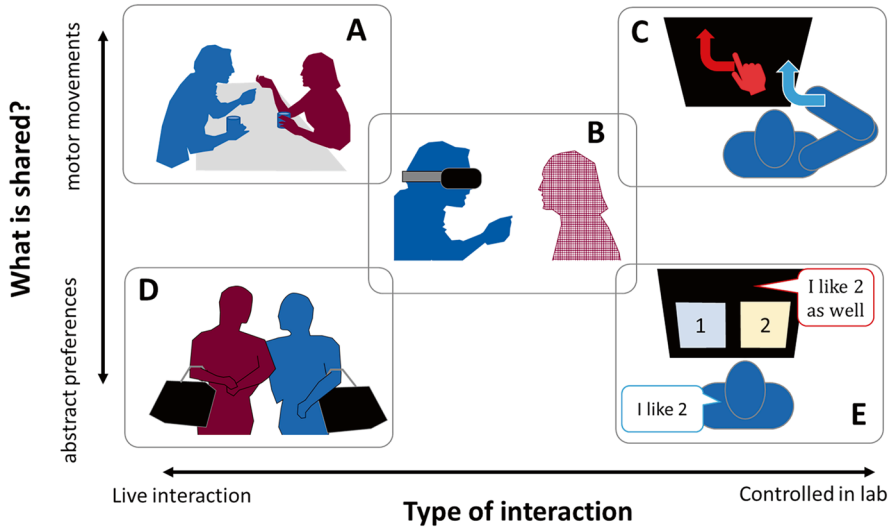 What is shared?
motor movements
abstract preferences
A
B
C
D
I like 2
as well
1
2
I like 2
E
Live interaction
Type of interaction
Controlled in lab